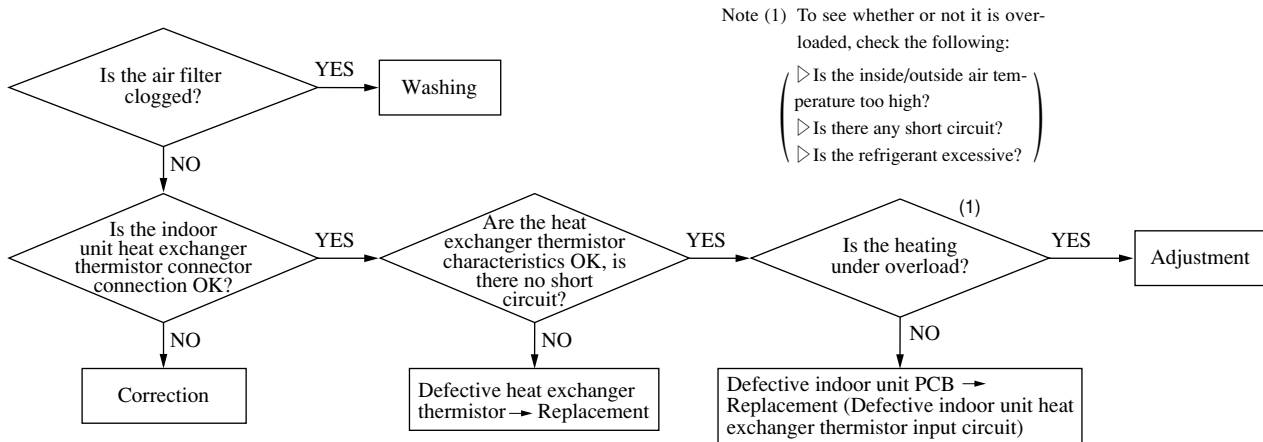 Note (1) To see whether or not it is over-
loaded, check the following:
▷Is the inside/outside air tem-
perature too high?
▷Is there any short circuit?
▷Is the refrigerant excessive?
Is the air filter
clogged?
YES
Washing
NO
Is the indoor
unit heat exchanger
thermistor connector
connection OK?
YES
Are the heat
exchanger thermistor
characteristics OK, is
there no short
circuit?
YES
(1)
Is the heating
under overload?
YES
Adjustment
NO
Correction
NO
Defective heat exchanger
thermistor → Replacement
NO
Defective indoor unit PCB →
Replacement (Defective indoor unit heat
exchanger thermistor input circuit)